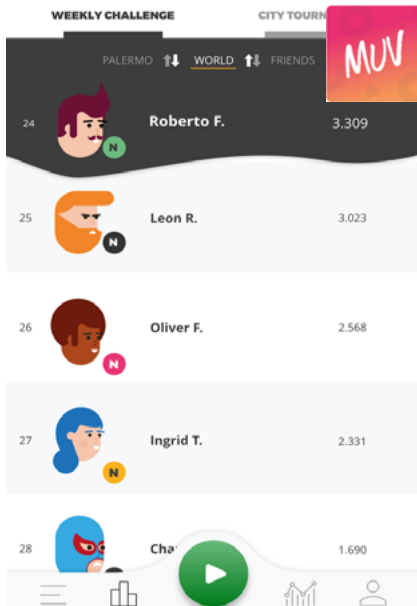 WEEKLY CHALLENGE CITY TOURN
MUV
PALERMO WORLD FRIENDS
24 Roberto F. 3.309
N
25 Leon R. 3.023
N
26 Oliver F. 2.568
N
27 Ingrid T. 2.331
N
28 Cha 1.690